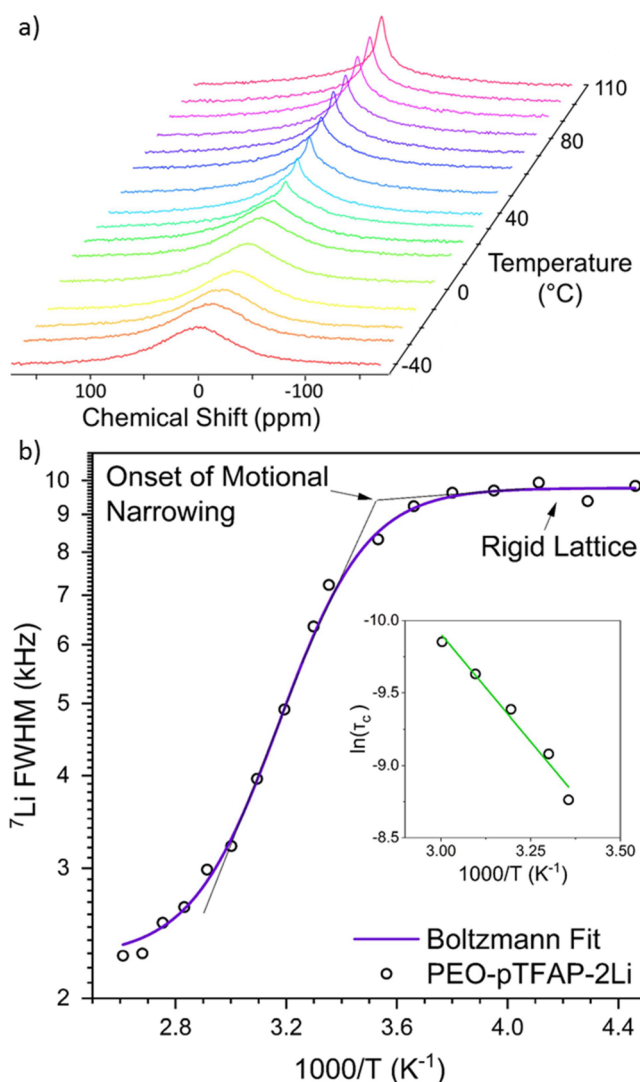 a)
110
80
40
0
-40
Temperature
(°C)
100
0
-100
Chemical Shift (ppm)
b)
10
9
8
7
6
5
4
3
2
⁷Li FWHM (kHz)
Onset of Motional
Narrowing
Rigid Lattice
-10.0
-9.5
-9.0
-8.5
ln(τc)
3.00
3.25
3.50
1000/T (K⁻¹)
Boltzmann Fit
PEO-pTFAP-2Li
2.8
3.2
3.6
4.0
4.4
1000/T (K⁻¹)